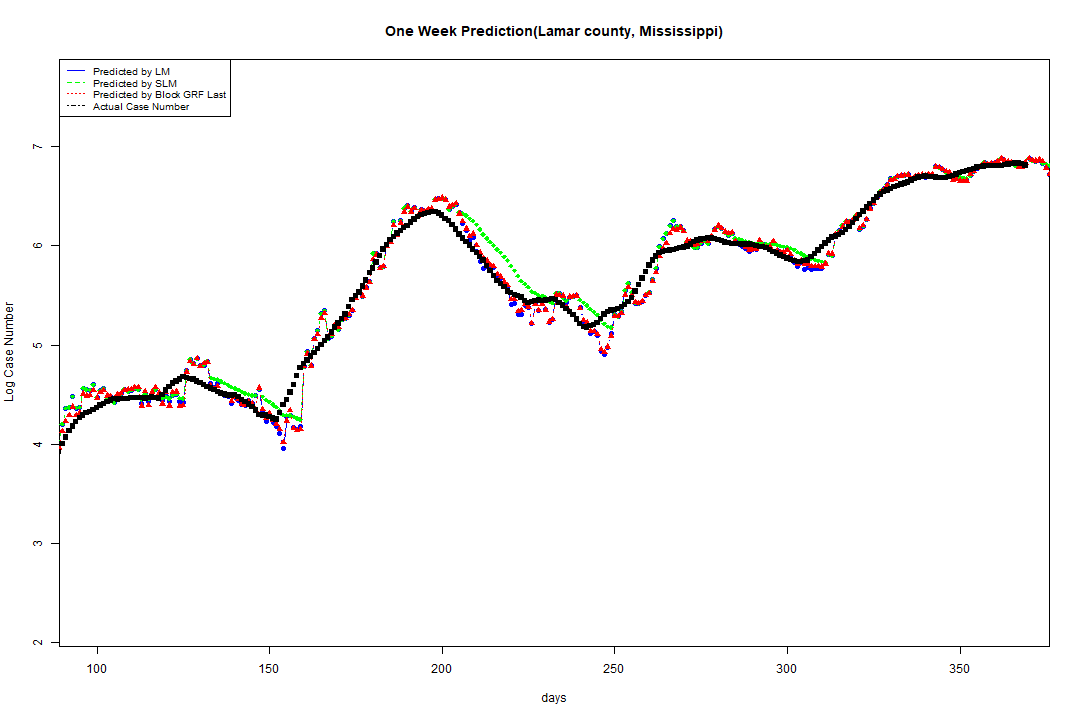 One Week Prediction(Lamar county, Mississippi)
Predicted by LM
Predicted by SLM
Predicted by Block GRF Last
Actual Case Number
Log Case Number
7
6
5
4
3
2
100 150 200 250 300 350
days